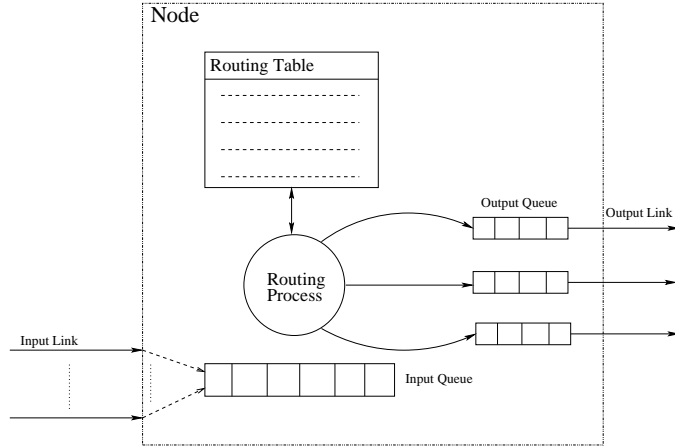 Node
Routing Table
Output Queue
Output Link
Routing
Process
Input Link
Input Queue